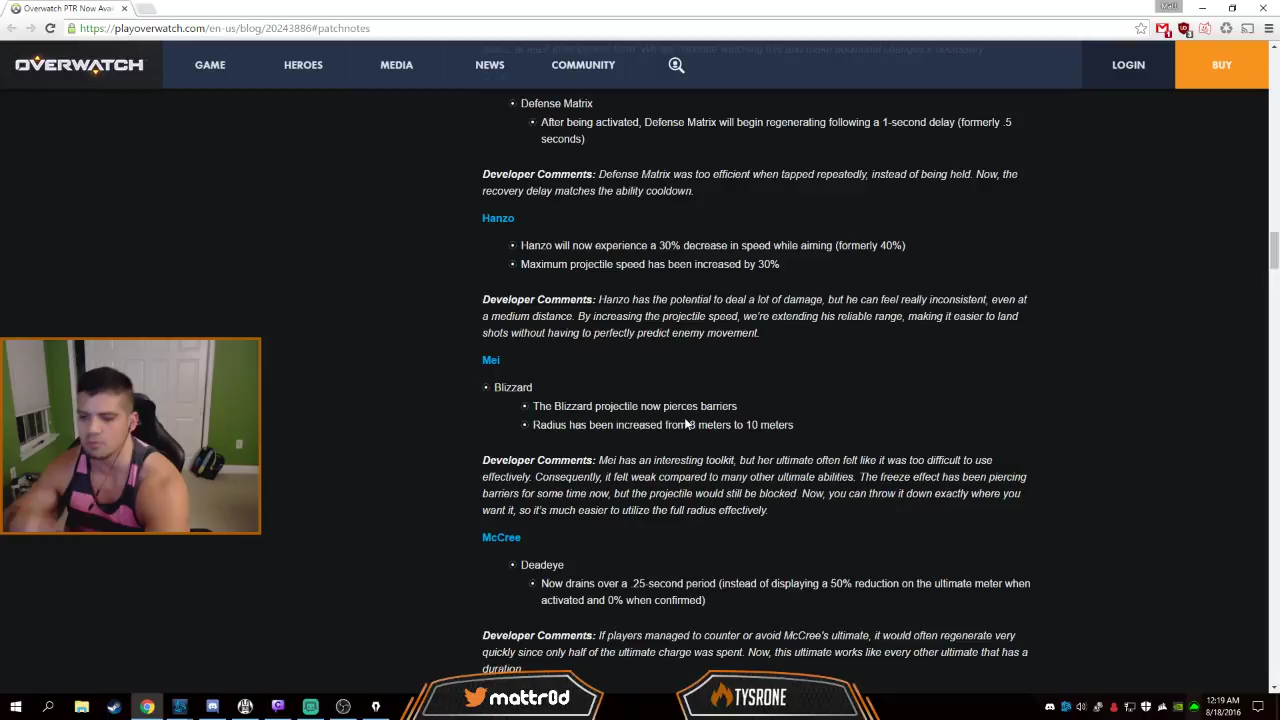 Overwatch PTR Now Avai
Matt
https://playoverwatch.com/en-us/blog/20243886#patchnotes
OVERWATCH
GAME
HEROES
MEDIA
NEWS
COMMUNITY
LOGIN
BUY
Defense Matrix
After being activated, Defense Matrix will begin regenerating following a 1-second delay (formerly .5
seconds)
Developer Comments: Defense Matrix was too efficient when tapped repeatedly, instead of being held. Now, the
recovery delay matches the ability cooldown.
Hanzo
Hanzo will now experience a 30% decrease in speed while aiming (formerly 40%)
Maximum projectile speed has been increased by 30%
Developer Comments: Hanzo has the potential to deal a lot of damage, but he can feel really inconsistent, even at
a medium distance. By increasing the projectile speed, we're extending his reliable range, making it easier to land
shots without having to perfectly predict enemy movement.
Mei
Blizzard
The Blizzard projectile now pierces barriers
Radius has been increased from 8 meters to 10 meters
Developer Comments: Mei has an interesting toolkit, but her ultimate often felt like it was too difficult to use
effectively. Consequently, it felt weak compared to many other ultimate abilities. The freeze effect has been piercing
barriers for some time now, but the projectile would still be blocked. Now, you can throw it down exactly where you
want it, so it's much easier to utilize the full radius effectively.
McCree
Deadeye
Now drains over a .25-second period (instead of displaying a 50% reduction on the ultimate meter when
activated and 0% when confirmed)
Developer Comments: If players managed to counter or avoid McCree's ultimate, it would often regenerate very
quickly since only half of the ultimate charge was spent. Now, this ultimate works like every other ultimate that has a
duration.
mattr0d
TYSRONE
12:19 AM
8/18/2016